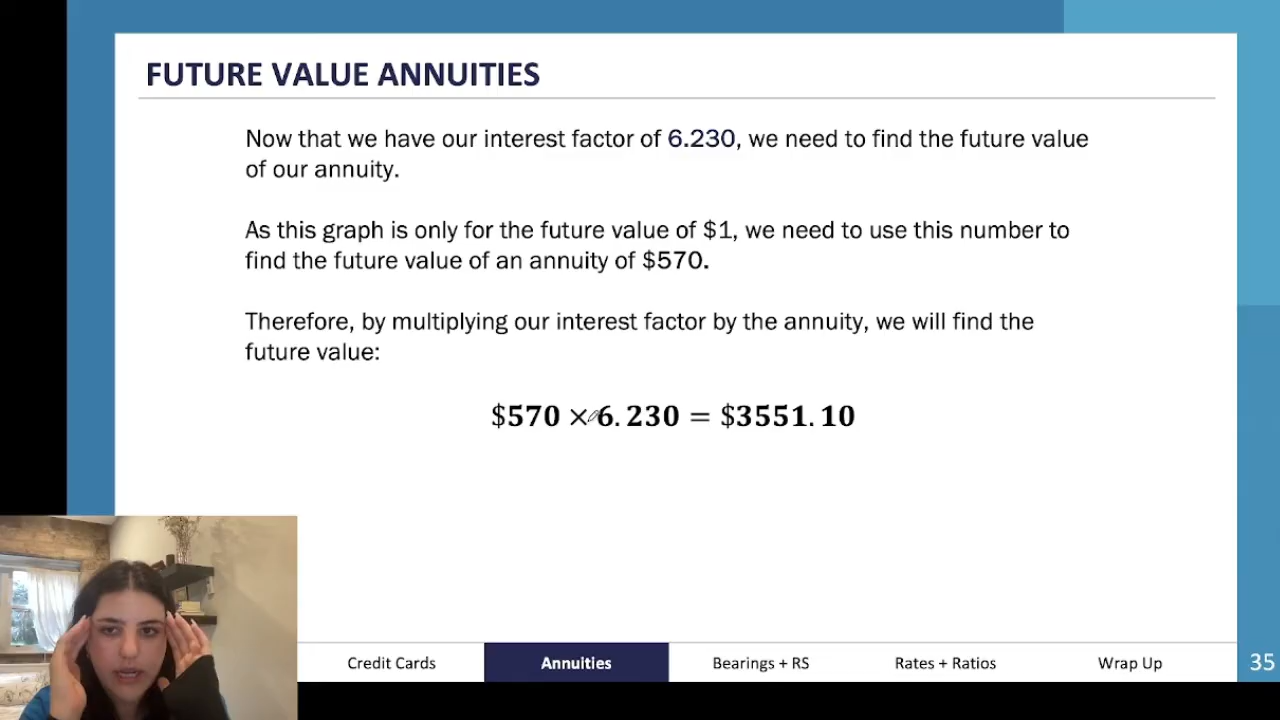 FUTURE VALUE ANNUITIES
Now that we have our interest factor of 6.230, we need to find the future value
of our annuity.
As this graph is only for the future value of $1, we need to use this number to
find the future value of an annuity of $570.
Therefore, by multiplying our interest factor by the annuity, we will find the
future value:
$570 × 6.230 = $3551.10
Credit Cards
Annuities
Bearings + RS
Rates + Ratios
Wrap Up
35